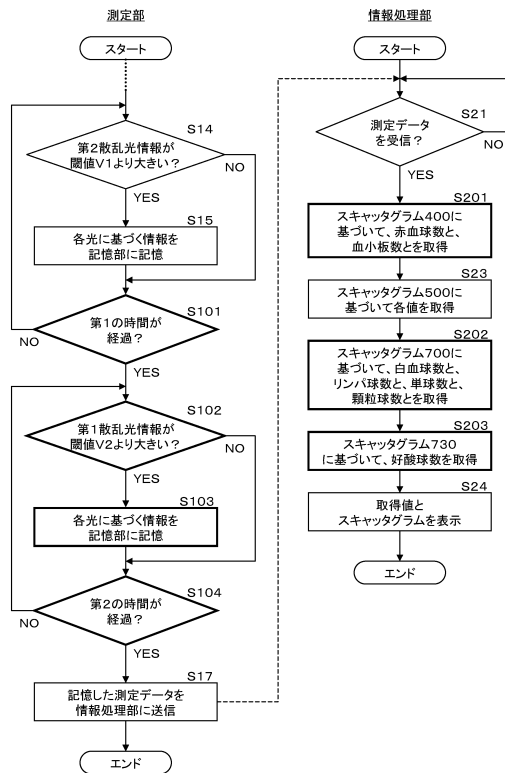 測定部
スタート
S14
第2散乱光情報が
閾値V1より大きい？
NO
YES
S15
各光に基づく情報を
記憶部に記憶
S101
第1の時間が
経過？
NO
YES
S102
第1散乱光情報が
閾値V2より大きい？
NO
YES
S103
各光に基づく情報を
記憶部に記憶
S104
第2の時間が
経過？
NO
YES
S17
記憶した測定データを
情報処理部に送信
エンド
情報処理部
スタート
S21
測定データ
を受信？
NO
YES
S201
スキャッタグラム400に
基づいて、赤血球数と、
血小板数とを取得
S23
スキャッタグラム500に
基づいて各値を取得
S202
スキャッタグラム700に
基づいて、白血球数と、
リンパ球数と、単球数と、
顆粒球数とを取得
S203
スキャッタグラム730
に基づいて、好酸球数を取得
S24
取得値と
スキャッタグラムを表示
エンド